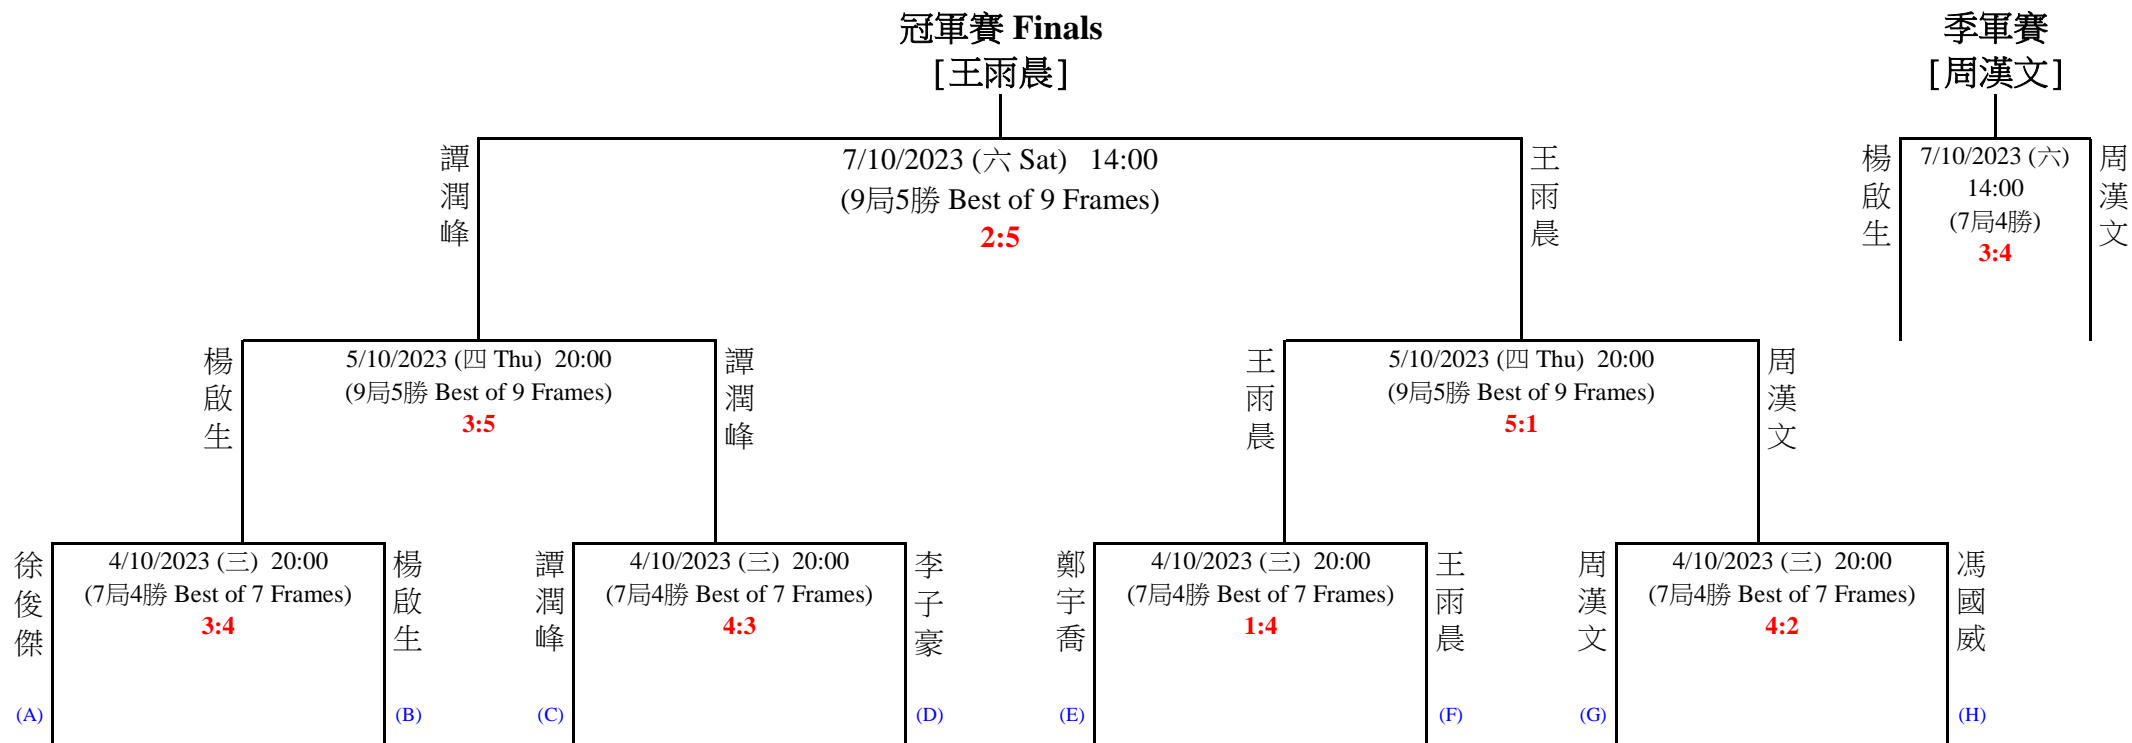 冠軍賽 Finals
[王雨晨]
季軍賽
[周漢文]
譚潤峰
7/10/2023 (六 Sat) 14:00
(9局5勝 Best of 9 Frames)
2:5
王雨晨
楊啟生
7/10/2023 (六)
14:00
(7局4勝)
3:4
周漢文
楊啟生
5/10/2023 (四 Thu) 20:00
(9局5勝 Best of 9 Frames)
3:5
譚潤峰
王雨晨
5/10/2023 (四 Thu) 20:00
(9局5勝 Best of 9 Frames)
5:1
周漢文
徐俊傑
4/10/2023 (三) 20:00
(7局4勝 Best of 7 Frames)
3:4
楊啟生
譚潤峰
4/10/2023 (三) 20:00
(7局4勝 Best of 7 Frames)
4:3
李子豪
鄭宇喬
4/10/2023 (三) 20:00
(7局4勝 Best of 7 Frames)
1:4
王雨晨
周漢文
4/10/2023 (三) 20:00
(7局4勝 Best of 7 Frames)
4:2
馮國威
(A)
(B)
(C)
(D)
(E)
(F)
(G)
(H)